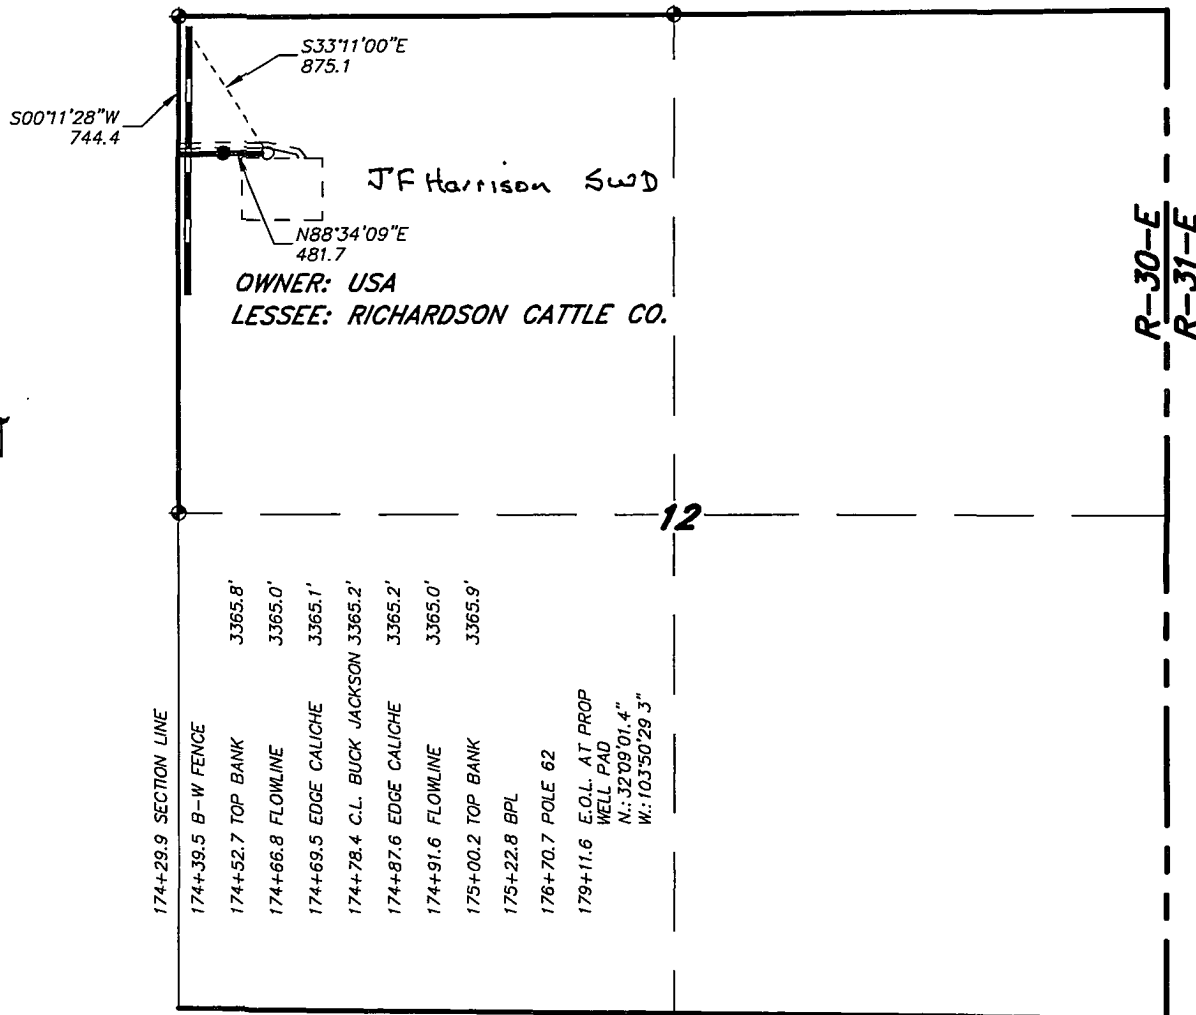 S33°11'00"E
875.1
S00°11'28"W
744.4
JF Harrison SWD
N88°34'09"E
481.7
OWNER: USA
LESSEE: RICHARDSON CATTLE CO.
R-30-E
R-31-E
12
174+29.9 SECTION LINE
174+39.5 B-W FENCE
174+52.7 TOP BANK 3365.8'
174+66.8 FLOWLINE 3365.0'
174+69.5 EDGE CALICHE 3365.1'
174+78.4 C.L. BUCK JACKSON 3365.2'
174+87.6 EDGE CALICHE 3365.2'
174+91.6 FLOWLINE 3365.0'
175+00.2 TOP BANK 3365.9'
175+22.8 BPL
176+70.7 POLE 62
179+11.6 E.O.L. AT PROP
WELL PAD
N.: 32°09'01.4"
W.: 103°50'29 3"